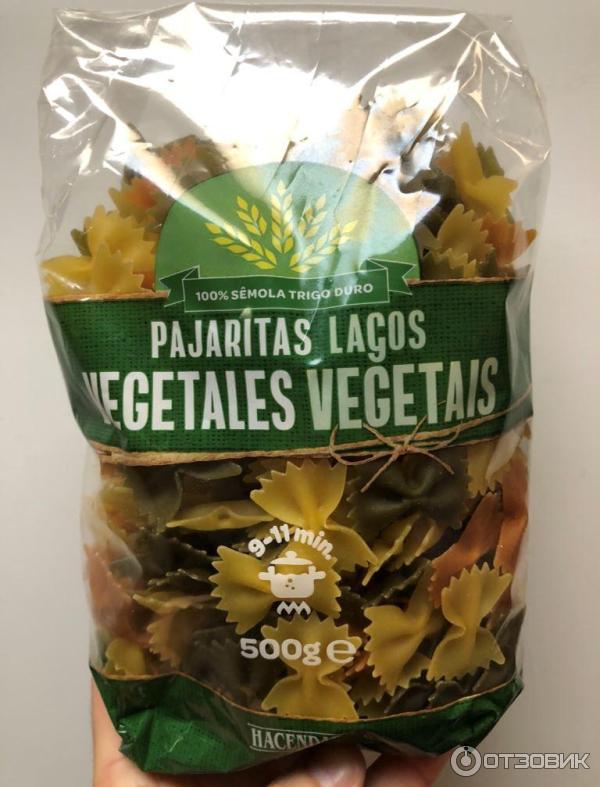 100% SÊMOLA TRIGO DURO
PAJARITAS LAÇOS
VEGETALES VEGETAIS
9-11 min.
500g e
ОТЗОВИК